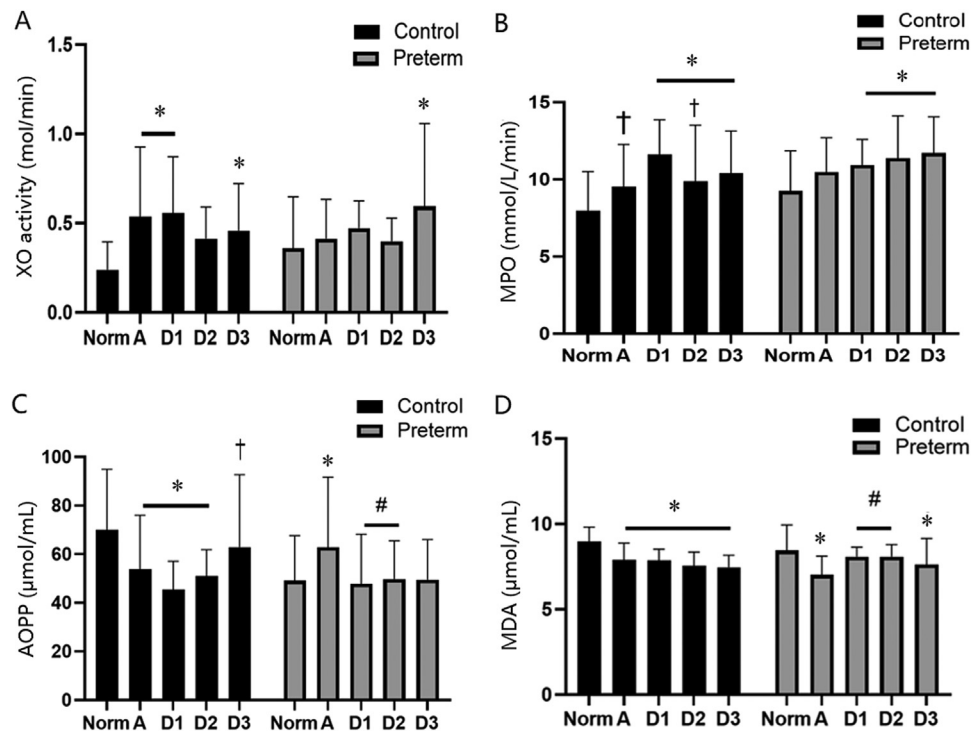 A
Control
Preterm
XO activity (mol/min)
1.5
1.0
0.5
0.0
*
*
*
Norm A D1 D2 D3 Norm A D1 D2 D3
B
Control
Preterm
MPO (mmol/L/min)
15
10
5
0
†
*
†
*
Norm A D1 D2 D3 Norm A D1 D2 D3
C
Control
Preterm
AOPP (μmol/mL)
100
80
60
40
20
0
*
†
*
#
Norm A D1 D2 D3 Norm A D1 D2 D3
D
Control
Preterm
MDA (μmol/mL)
15
10
5
0
*
*
#
*
Norm A D1 D2 D3 Norm A D1 D2 D3